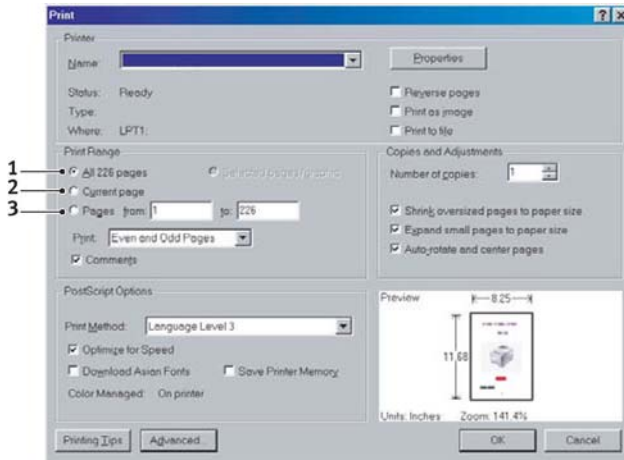 Print
Printer
Name:
Properties
Status: Ready
Type:
Where: LPT1:
Reverse pages
Print as image
Print to file
Print Range
1
All 226 pages
Selected pages/graphic
2
Current page
3
Pages from 1 to: 226
Print: Even and Odd Pages
Comments
Copies and Adjustments
Number of copies: 1
Shrink oversized pages to paper size
Expand small pages to paper size
Auto-rotate and center pages
PostScript Options
Print Method: Language Level 3
Optimize for Speed
Download Asian Fonts
Save Printer Memory
Color Managed: On printer
Preview
8.25
11.68
Units: Inches Zoom: 141.4%
Printing Tips
Advanced...
OK
Cancel